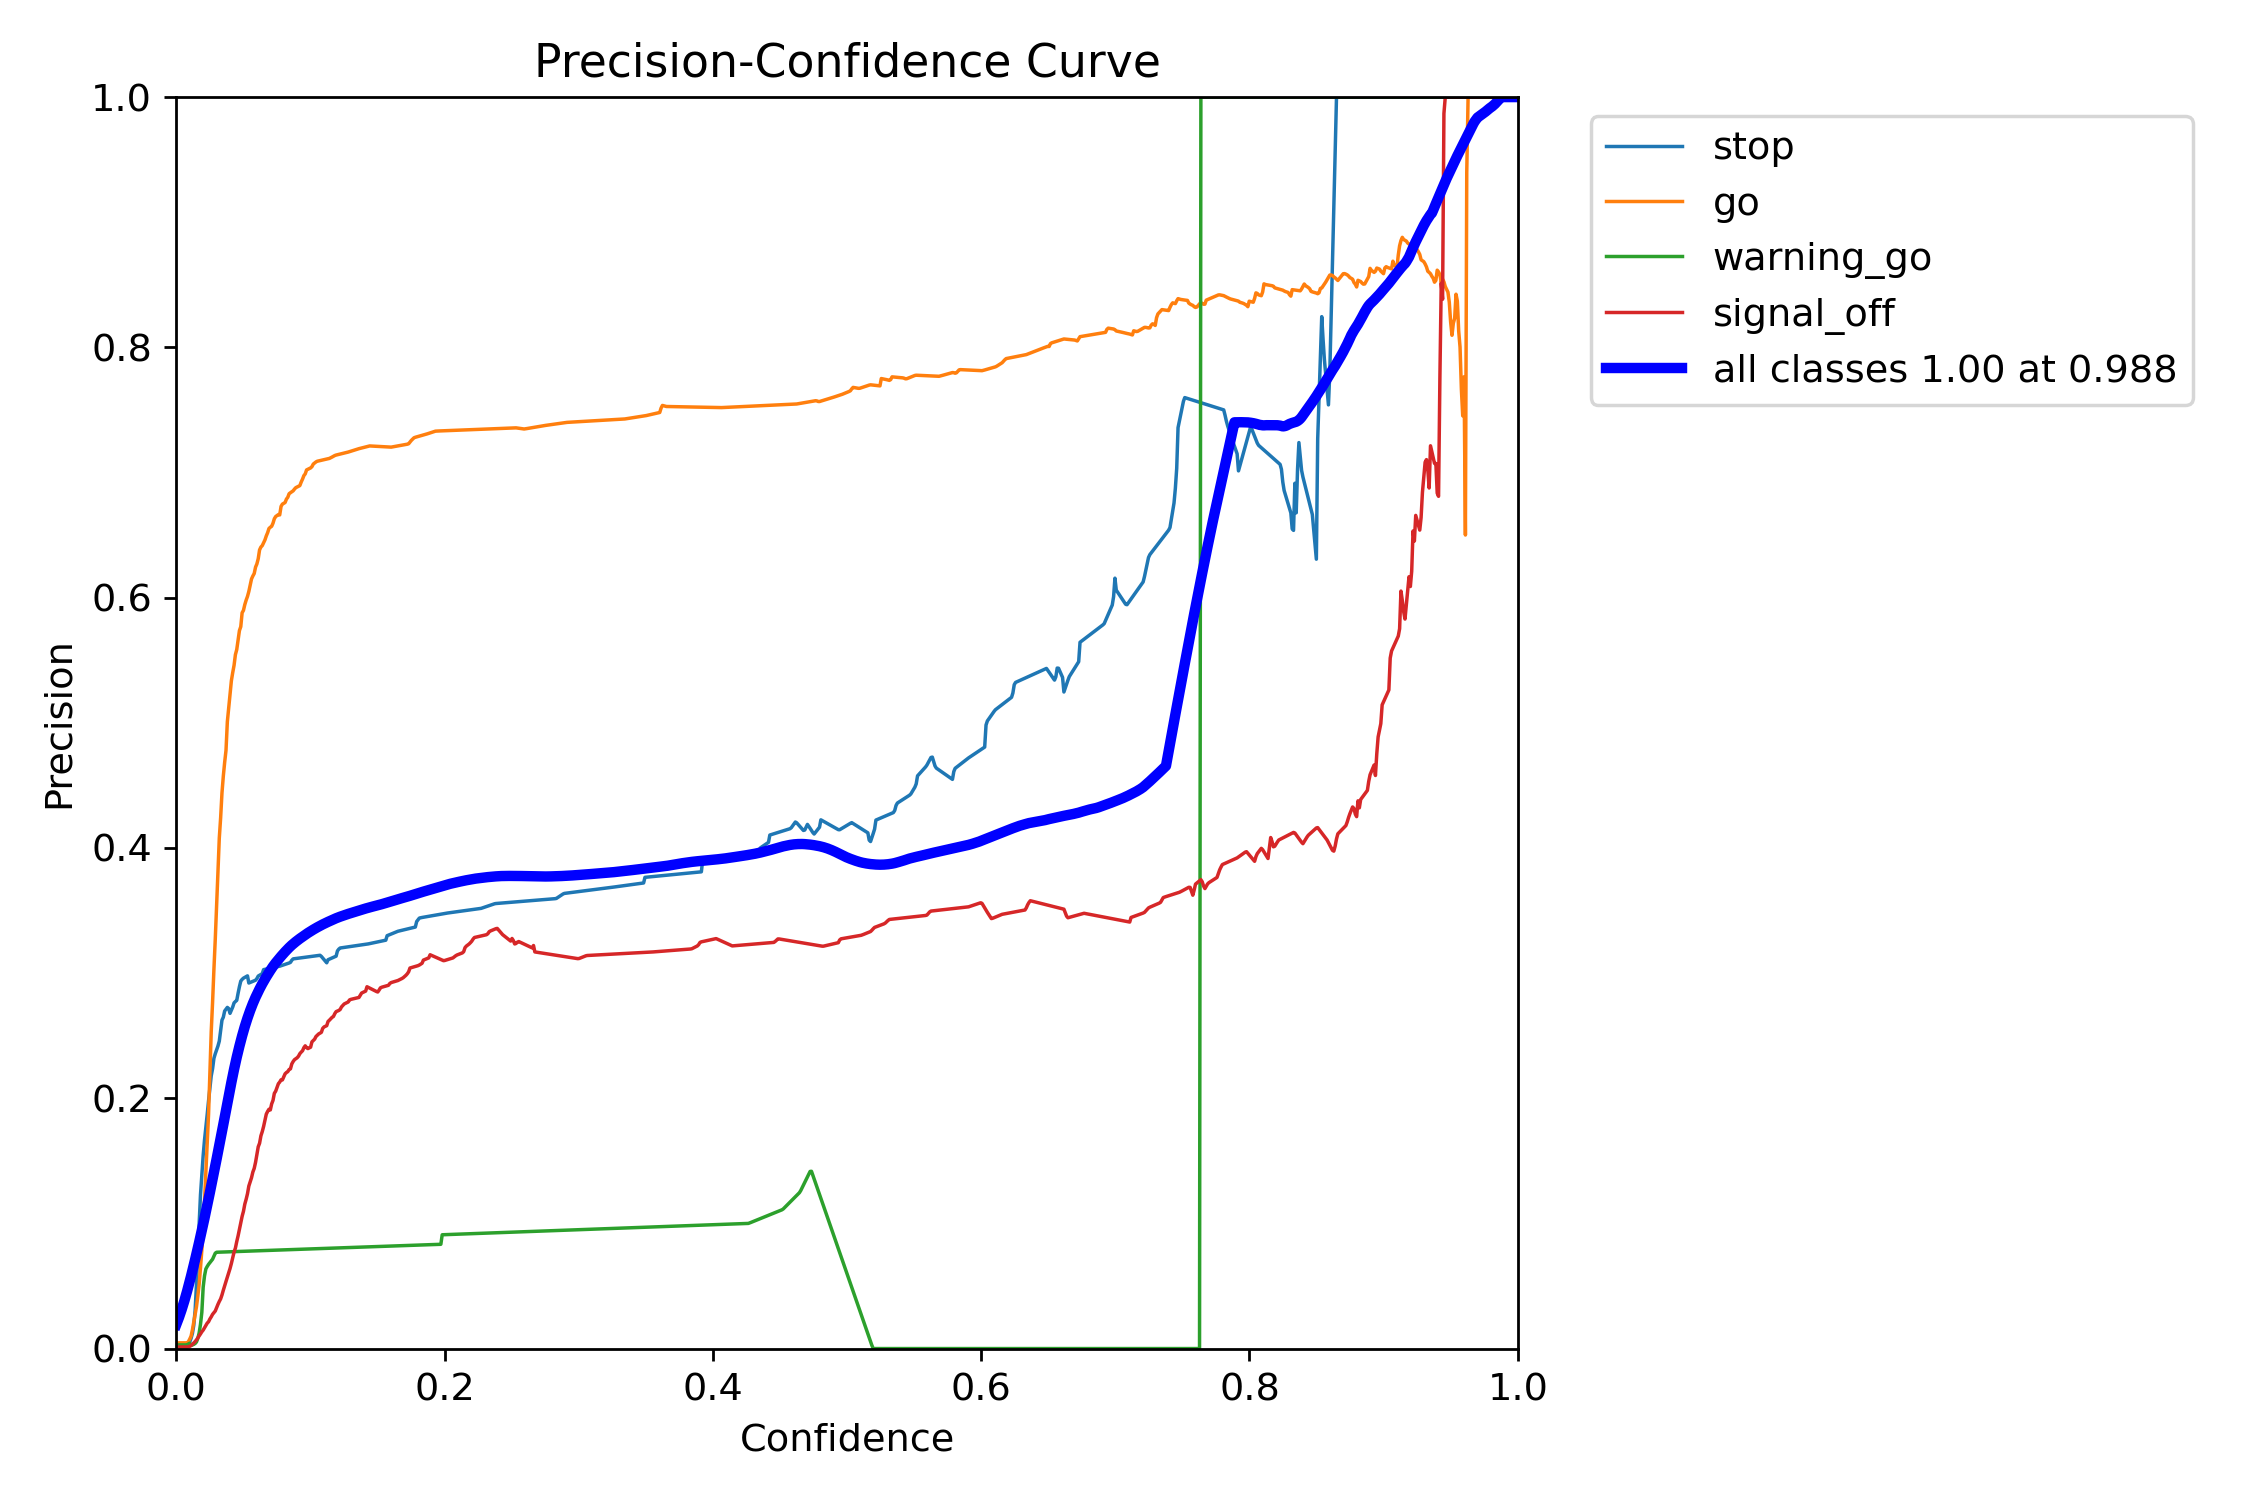 Precision-Confidence Curve
1.0
0.8
0.6
0.4
0.2
0.0
Precision
0.0 0.2 0.4 0.6 0.8 1.0
Confidence
stop
go
warning_go
signal_off
all classes 1.00 at 0.988